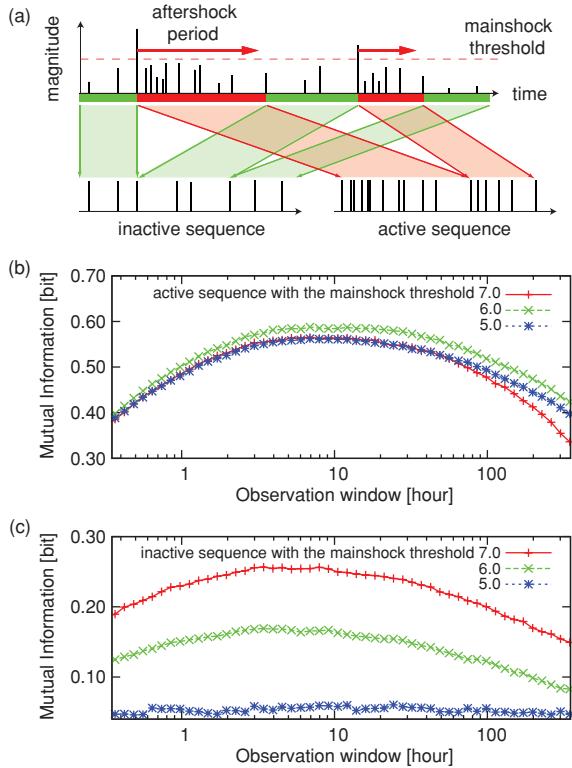 (a)
aftershock
period
mainshock
threshold
magnitude
time
inactive sequence
active sequence
(b)
0.70
active sequence with the mainshock threshold 7.0
6.0
5.0
0.60
0.50
0.40
0.30
Mutual Information [bit]
1
10
100
Observation window [hour]
(c)
0.30
inactive sequence with the mainshock threshold 7.0
6.0
5.0
0.20
0.10
Mutual Information [bit]
1
10
100
Observation window [hour]